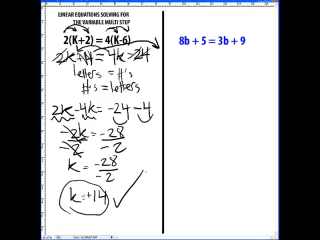 LINEAR EQUATIONS SOLVING FOR
THE VARIABLE MULTI STEP
2(K+2) = 4(K-6)
2K+4 = 4K-24
letters = #'s
#'s = letters
2K-4K = -24-4
-2K = -28
-2 -2
K = -28
-2
K=+14
8b + 5 = 3b + 9